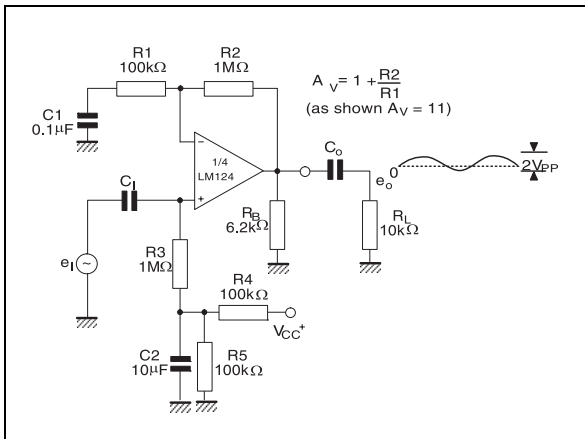 R1
100kΩ
R2
1MΩ
A V = 1 + R2
R1
(as shown AV = 11)
C1
0.1μF
1/4
LM124
-
+
CI
CO
0
eo
2VPP
RB
6.2kΩ
RL
10kΩ
eI
~
R3
1MΩ
R4
100kΩ
VCC+
C2
10μF
R5
100kΩ